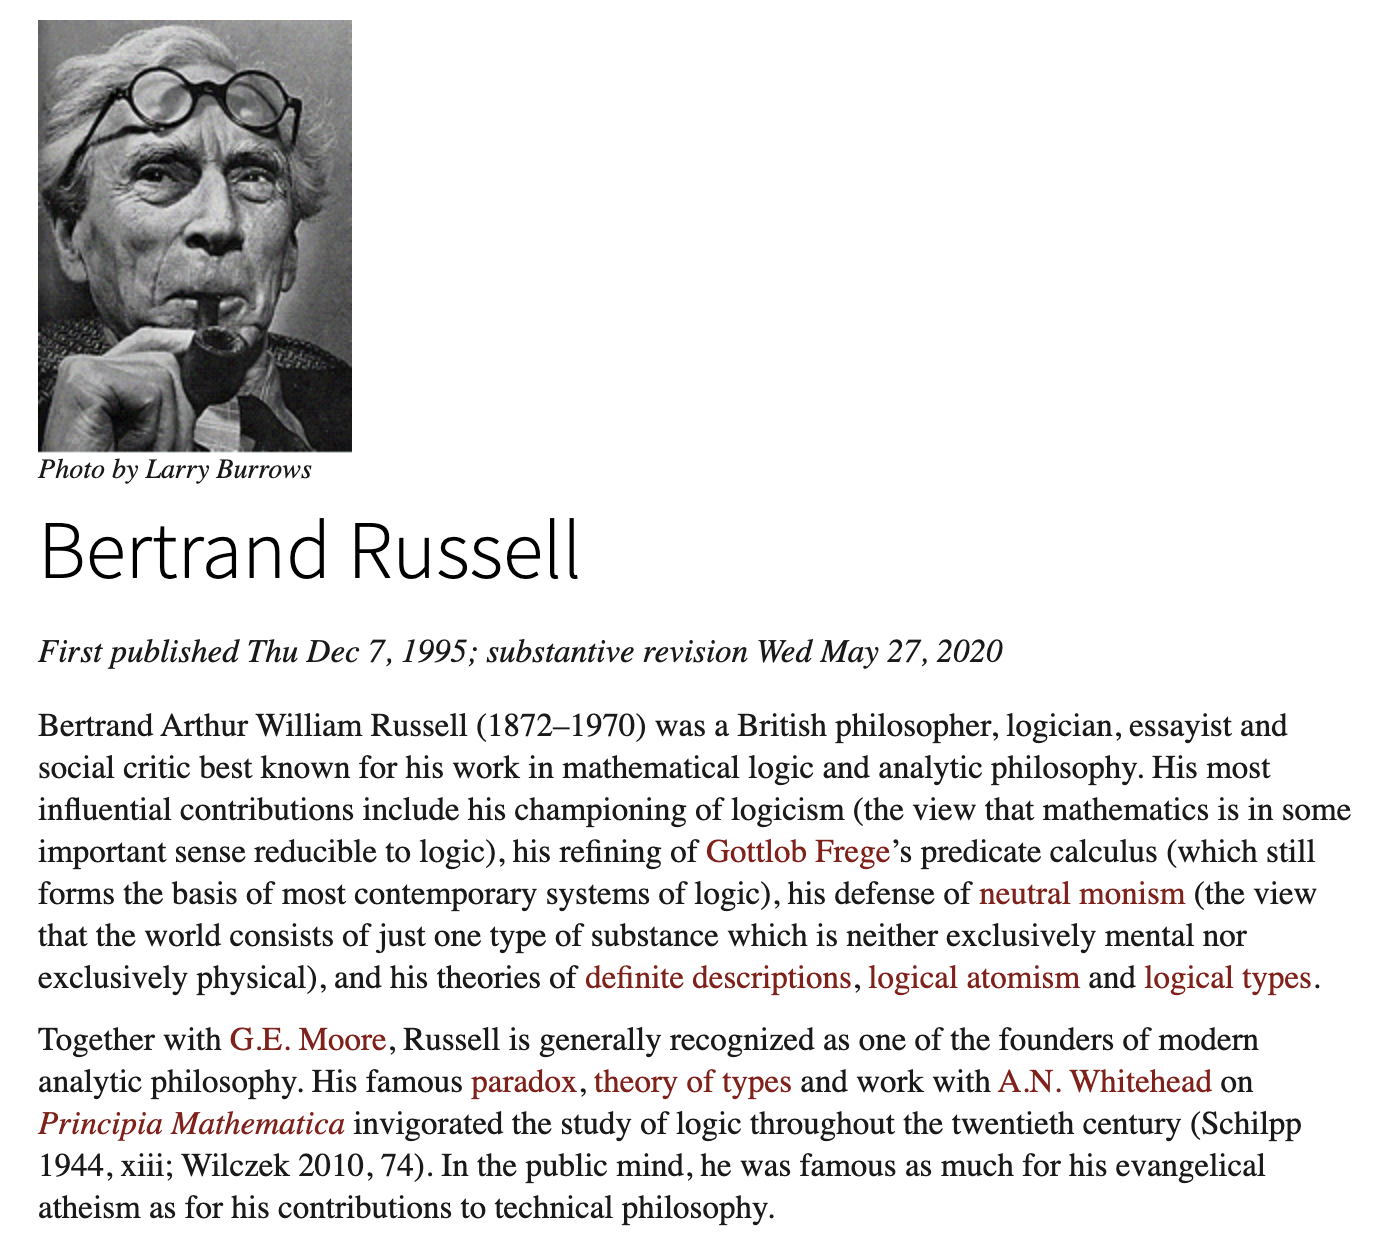 Photo by Larry Burrows
Bertrand Russell
First published Thu Dec 7, 1995; substantive revision Wed May 27, 2020
Bertrand Arthur William Russell (1872–1970) was a British philosopher, logician, essayist and
social critic best known for his work in mathematical logic and analytic philosophy. His most
influential contributions include his championing of logicism (the view that mathematics is in some
important sense reducible to logic), his refining of Gottlob Frege’s predicate calculus (which still
forms the basis of most contemporary systems of logic), his defense of neutral monism (the view
that the world consists of just one type of substance which is neither exclusively mental nor
exclusively physical), and his theories of definite descriptions, logical atomism and logical types.
Together with G.E. Moore, Russell is generally recognized as one of the founders of modern
analytic philosophy. His famous paradox, theory of types and work with A.N. Whitehead on
Principia Mathematica invigorated the study of logic throughout the twentieth century (Schilpp
1944, xiii; Wilczek 2010, 74). In the public mind, he was famous as much for his evangelical
atheism as for his contributions to technical philosophy.